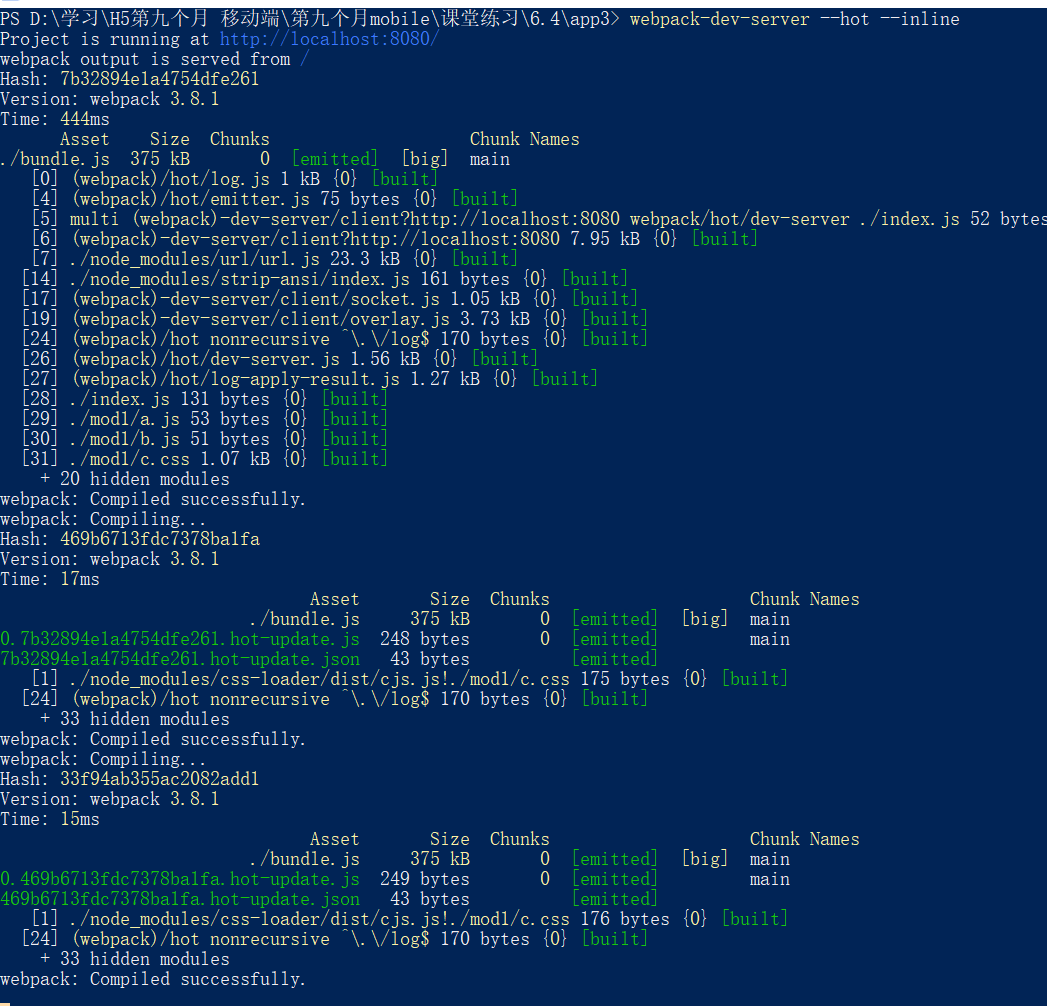 PS D:\学习\H5第九个月 移动端\第九个月mobile\课堂练习\6.4\app3> webpack-dev-server --hot --inline
Project is running at http://localhost:8080/
webpack output is served from /
Hash: 7b32894e1a4754dfe261
Version: webpack 3.8.1
Time: 444ms
Asset Size Chunks Chunk Names
./bundle.js 375 kB 0 [emitted] [big] main
[0] (webpack)/hot/log.js 1 kB {0} [built]
[4] (webpack)/hot/emitter.js 75 bytes {0} [built]
[5] multi (webpack)-dev-server/client?http://localhost:8080 webpack/hot/dev-server ./index.js 52 bytes
[6] (webpack)-dev-server/client?http://localhost:8080 7.95 kB {0} [built]
[7] ./node_modules/url/url.js 23.3 kB {0} [built]
[14] ./node_modules/strip-ansi/index.js 161 bytes {0} [built]
[17] (webpack)-dev-server/client/socket.js 1.05 kB {0} [built]
[19] (webpack)-dev-server/client/overlay.js 3.73 kB {0} [built]
[24] (webpack)/hot nonrecursive ^\.\/log$ 170 bytes {0} [built]
[26] (webpack)/hot/dev-server.js 1.56 kB {0} [built]
[27] (webpack)/hot/log-apply-result.js 1.27 kB {0} [built]
[28] ./index.js 131 bytes {0} [built]
[29] ./mod1/a.js 53 bytes {0} [built]
[30] ./mod1/b.js 51 bytes {0} [built]
[31] ./mod1/c.css 1.07 kB {0} [built]
+ 20 hidden modules
webpack: Compiled successfully.
webpack: Compiling...
Hash: 469b6713fdc7378ba1fa
Version: webpack 3.8.1
Time: 17ms
Asset Size Chunks Chunk Names
./bundle.js 375 kB 0 [emitted] [big] main
0.7b32894e1a4754dfe261.hot-update.js 248 bytes 0 [emitted] main
7b32894e1a4754dfe261.hot-update.json 43 bytes [emitted]
[1] ./node_modules/css-loader/dist/cjs.js!./mod1/c.css 175 bytes {0} [built]
[24] (webpack)/hot nonrecursive ^\.\/log$ 170 bytes {0} [built]
+ 33 hidden modules
webpack: Compiled successfully.
webpack: Compiling...
Hash: 33f94ab355ac2082add1
Version: webpack 3.8.1
Time: 15ms
Asset Size Chunks Chunk Names
./bundle.js 375 kB 0 [emitted] [big] main
0.469b6713fdc7378ba1fa.hot-update.js 249 bytes 0 [emitted] main
469b6713fdc7378ba1fa.hot-update.json 43 bytes [emitted]
[1] ./node_modules/css-loader/dist/cjs.js!./mod1/c.css 176 bytes {0} [built]
[24] (webpack)/hot nonrecursive ^\.\/log$ 170 bytes {0} [built]
+ 33 hidden modules
webpack: Compiled successfully.